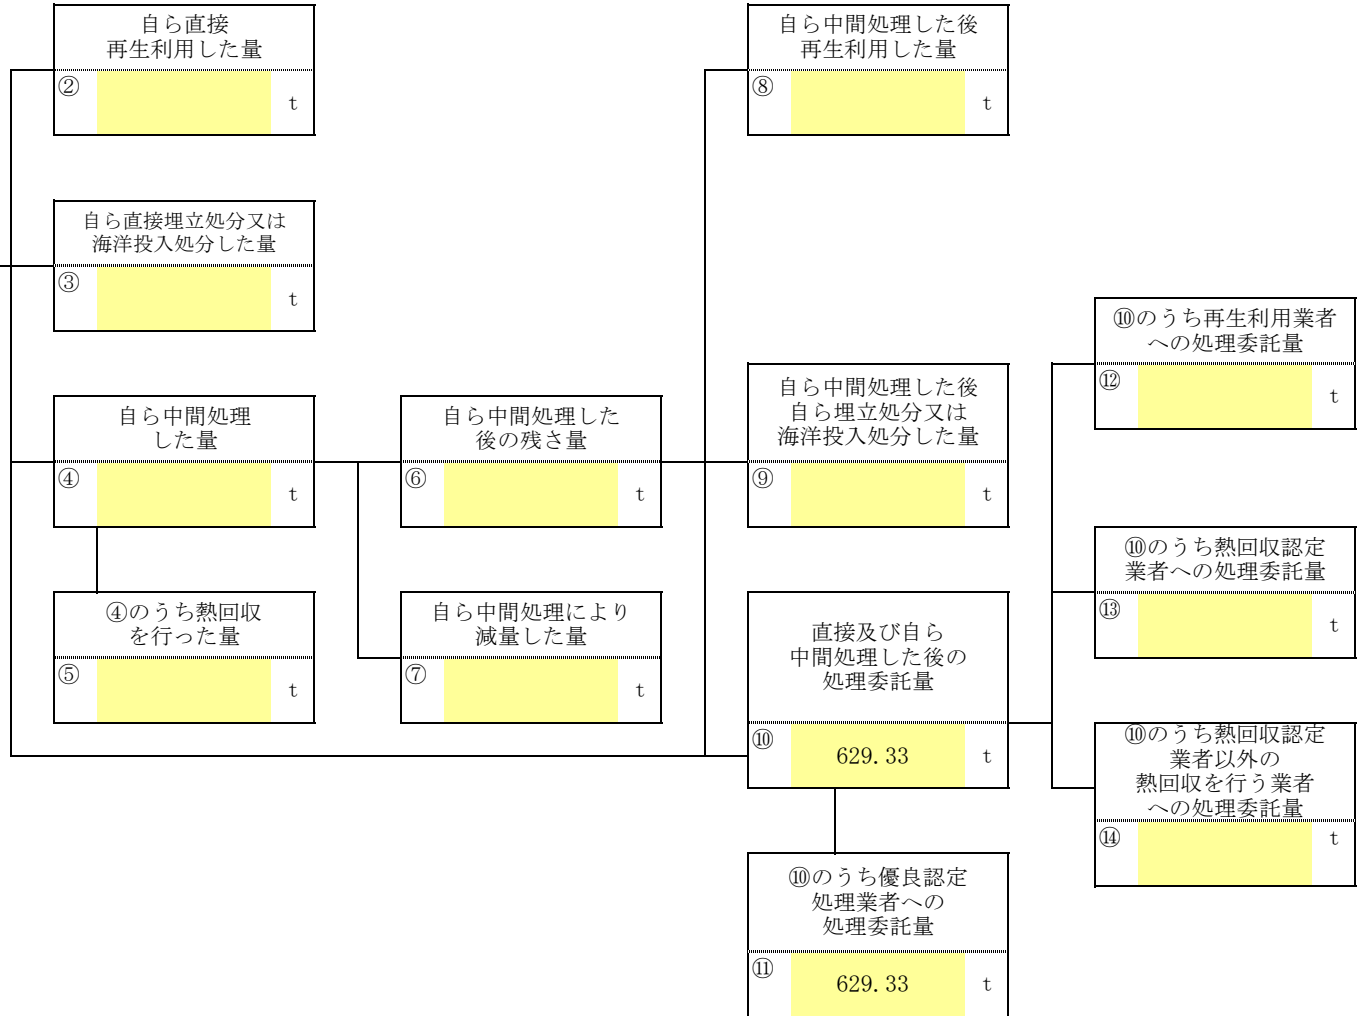 自ら直接
再生利用した量
②
t
自ら中間処理した後
再生利用した量
⑧
t
自ら直接埋立処分又は
海洋投入処分した量
③
t
⑩のうち再生利用業者
への処理委託量
⑫
t
自ら中間処理
した量
④
t
自ら中間処理した
後の残さ量
⑥
t
自ら中間処理した後
自ら埋立処分又は
海洋投入処分した量
⑨
t
⑩のうち熱回収認定
業者への処理委託量
⑬
t
④のうち熱回収
を行った量
⑤
t
自ら中間処理により
減量した量
⑦
t
直接及び自ら
中間処理した後の
処理委託量
⑩ 629.33 t
⑩のうち熱回収認定
業者以外の
熱回収を行う業者
への処理委託量
⑭
t
⑩のうち優良認定
処理業者への
処理委託量
⑪ 629.33 t